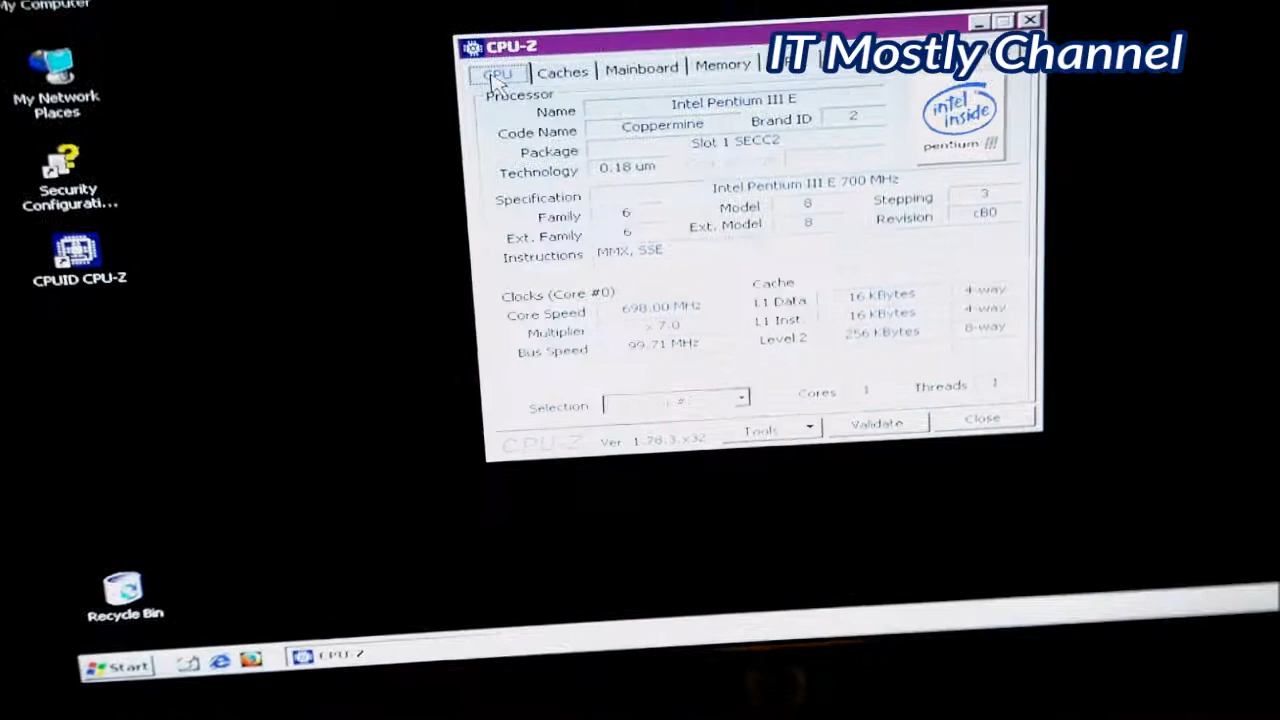 My Computer
My Network
Places
Security
Configurati...
CPUID CPU-Z
Recycle Bin
Start
CPU-Z
CPU-Z
IT Mostly Channel
CPU
Caches
Mainboard
Memory
Processor
Name Intel Pentium III E
Code Name Coppermine Brand ID 2
Package Slot 1 SECC2
Technology 0.18 um
Specification Intel Pentium III E 700 MHz
Family 6 Model 8 Stepping 3
Ext. Family 6 Ext. Model 8 Revision cB0
Instructions MMX, SSE
intel
inside
pentium III
Clocks (Core #0)
Core Speed 698.00 MHz
Multiplier x 7.0
Bus Speed 99.71 MHz
Cache
L1 Data 16 KBytes 4-way
L1 Inst. 16 KBytes 4-way
Level 2 256 KBytes 8-way
Selection Cores 1 Threads 1
CPU-Z Ver. 1.78.3.x32 Tools Validate Close